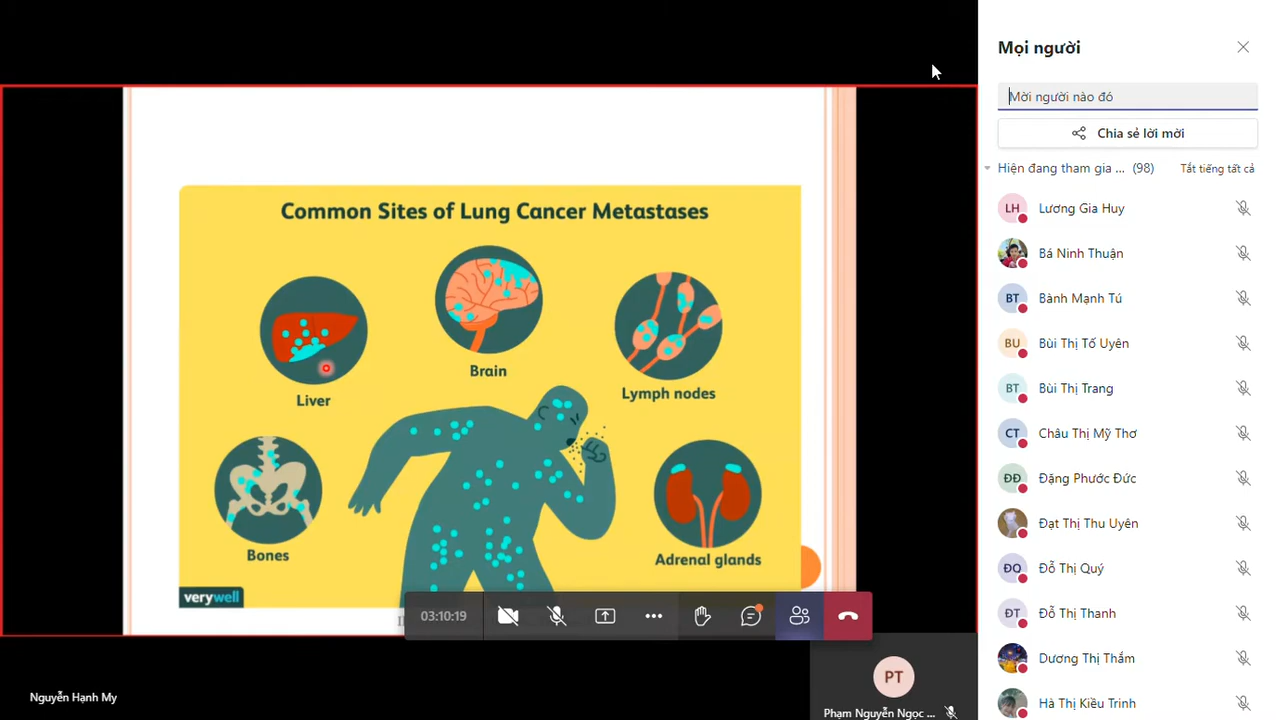 Common Sites of Lung Cancer Metastases
Liver
Brain
Lymph nodes
Bones
Adrenal glands
verywell
03:10:19
Nguyễn Hạnh My
PT
Phạm Nguyễn Ngọc ...
Mọi người
Mời người nào đó
Chia sẻ lời mời
Hiện đang tham gia ... (98) Tắt tiếng tất cả
LH Lương Gia Huy
Bá Ninh Thuận
BT Bành Mạnh Tú
BU Bùi Thị Tố Uyên
BT Bùi Thị Trang
CT Châu Thị Mỹ Thơ
ĐĐ Đặng Phước Đức
Đạt Thị Thu Uyên
ĐQ Đỗ Thị Quý
ĐT Đỗ Thị Thanh
Dương Thị Thắm
Hà Thị Kiều Trinh